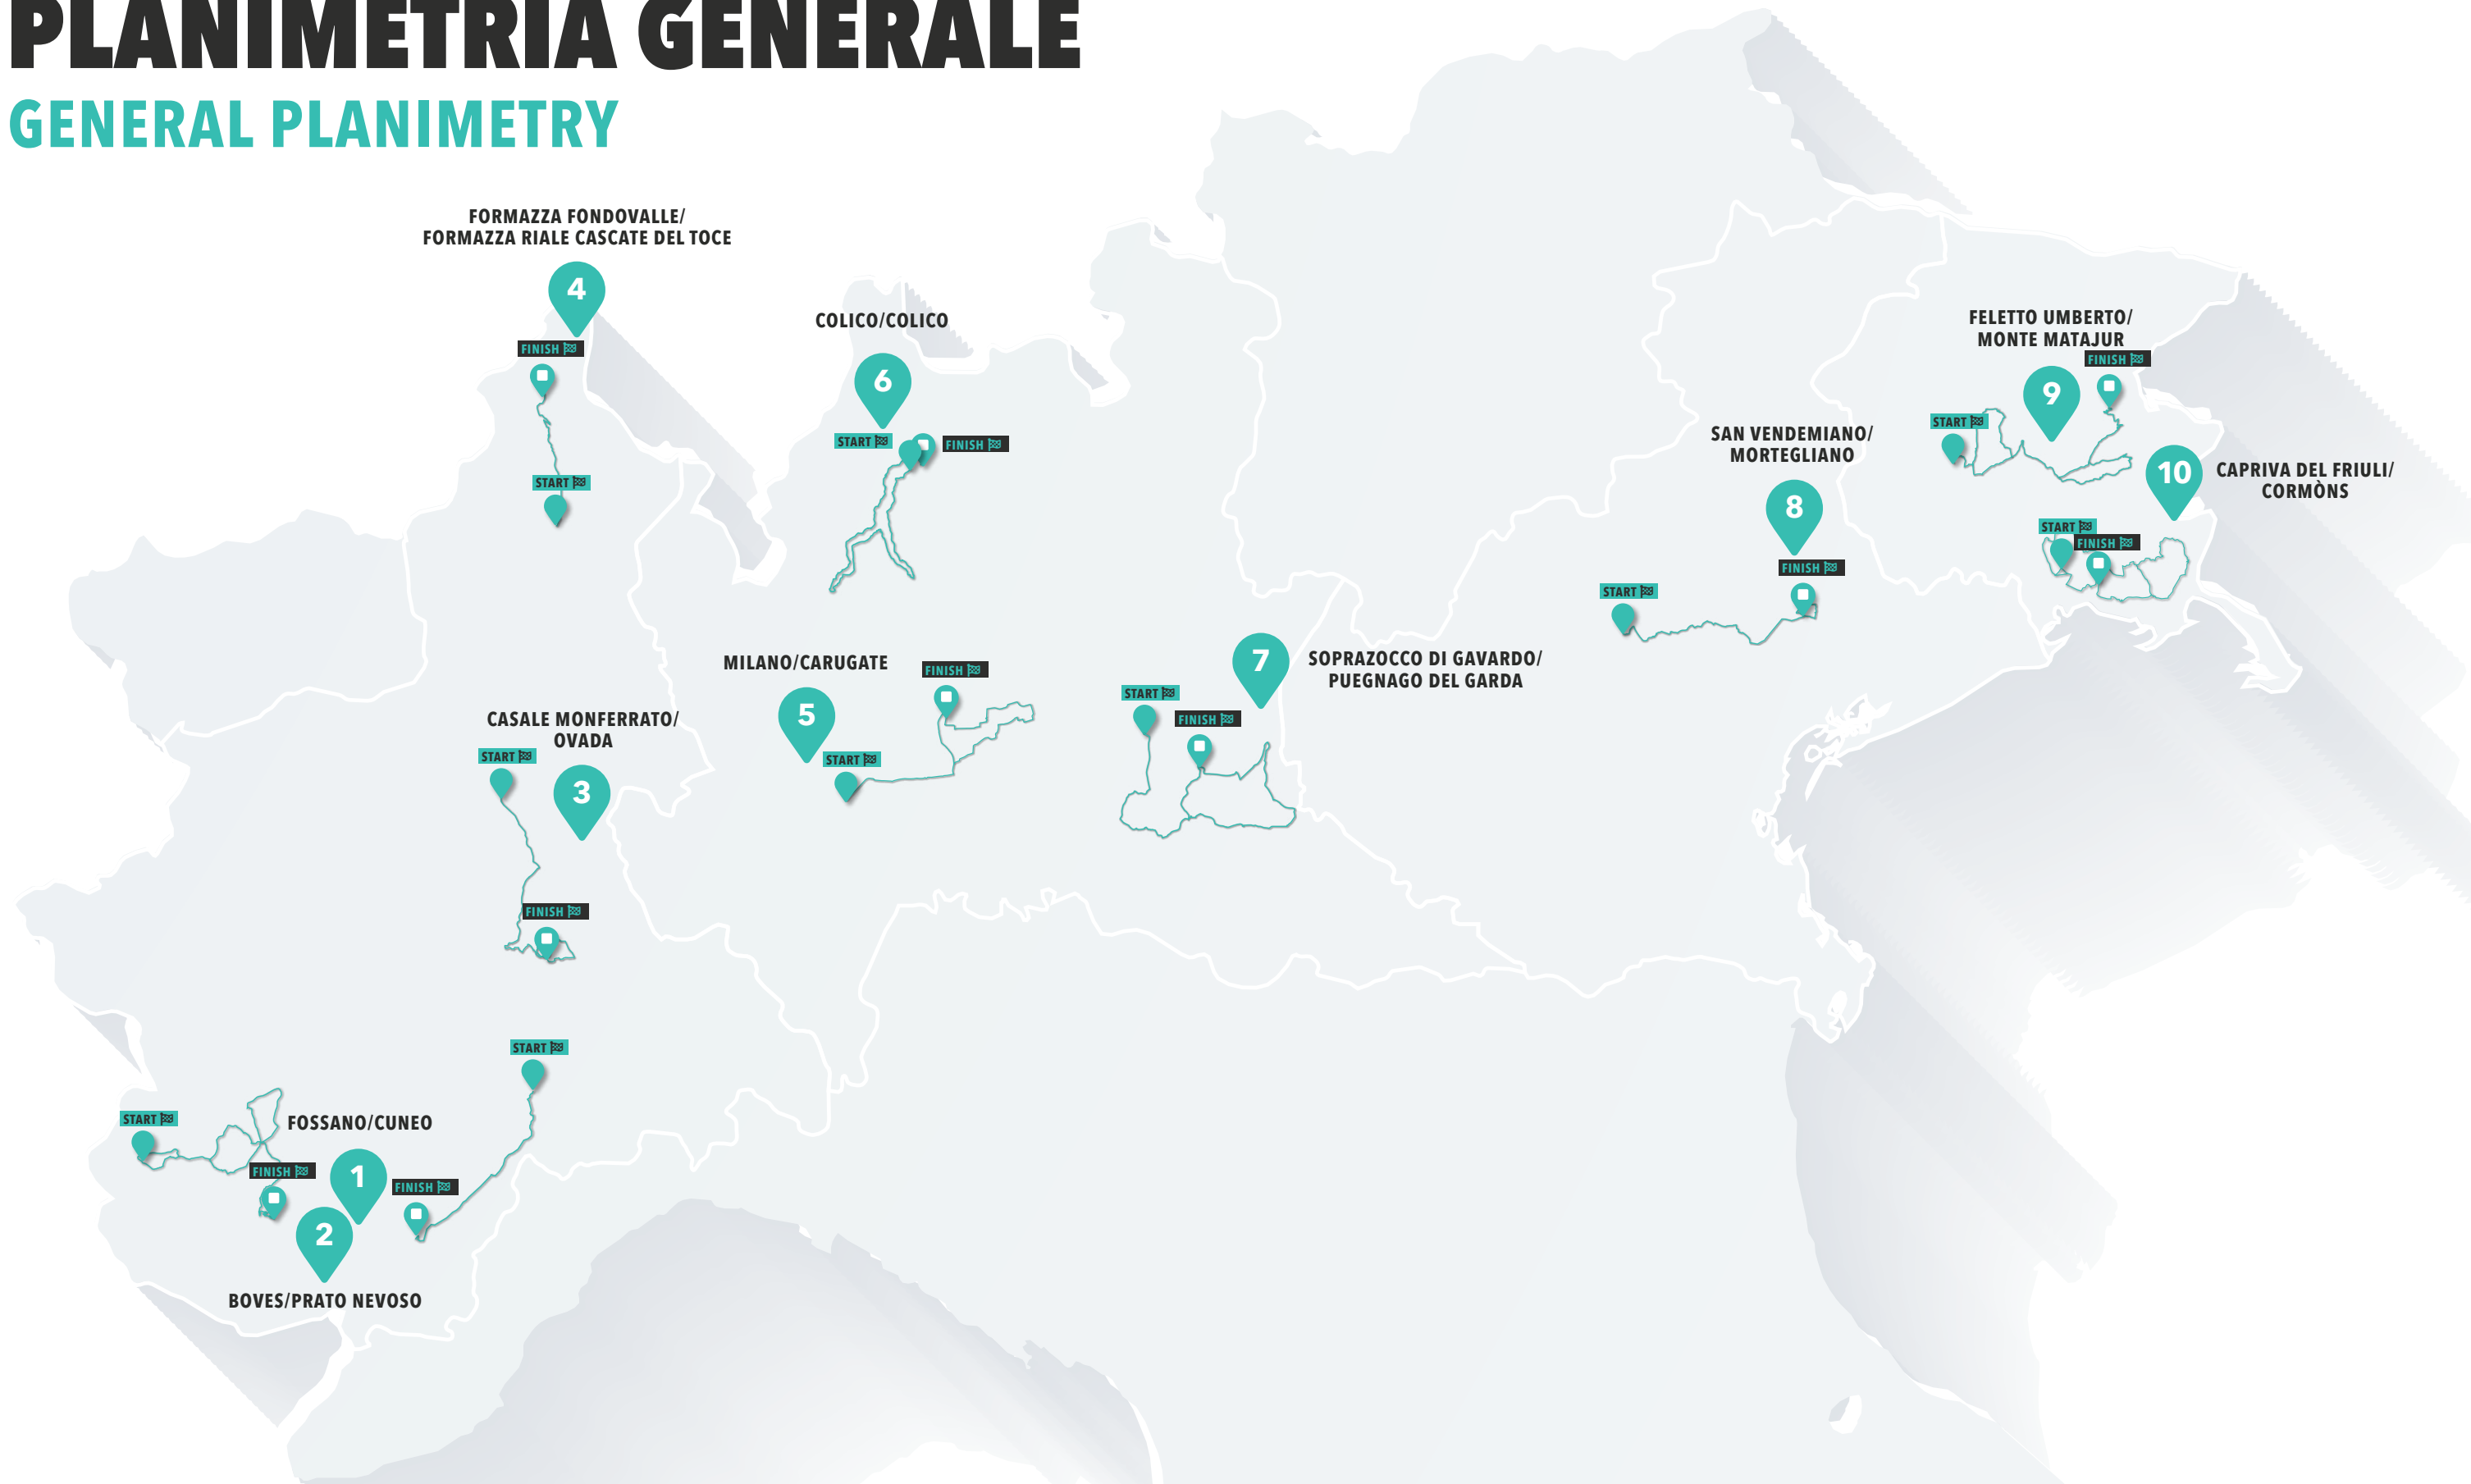 PLANIMETRIA GENERALE
GENERAL PLANIMETRY
FORMAZZA FONDOVALLE/
FORMAZZA RIALE CASCATE DEL TOCE
4
FINISH
START
COLICO/COLICO
6
START
FINISH
FELETTO UMBERTO/
MONTE MATAJUR
FINISH
9
START
SAN VENDEMIANO/
MORTEGLIANO
8
FINISH
START
10
CAPRIVA DEL FRIULI/
CORMÒNS
START
FINISH
MILANO/CARUGATE
5
FINISH
START
7
SOPRAZOCCO DI GAVARDO/
PUEGNAGO DEL GARDA
START
FINISH
CASALE MONFERRATO/
OVADA
START
3
FINISH
START
START
FOSSANO/CUNEO
FINISH
1
FINISH
2
BOVES/PRATO NEVOSO